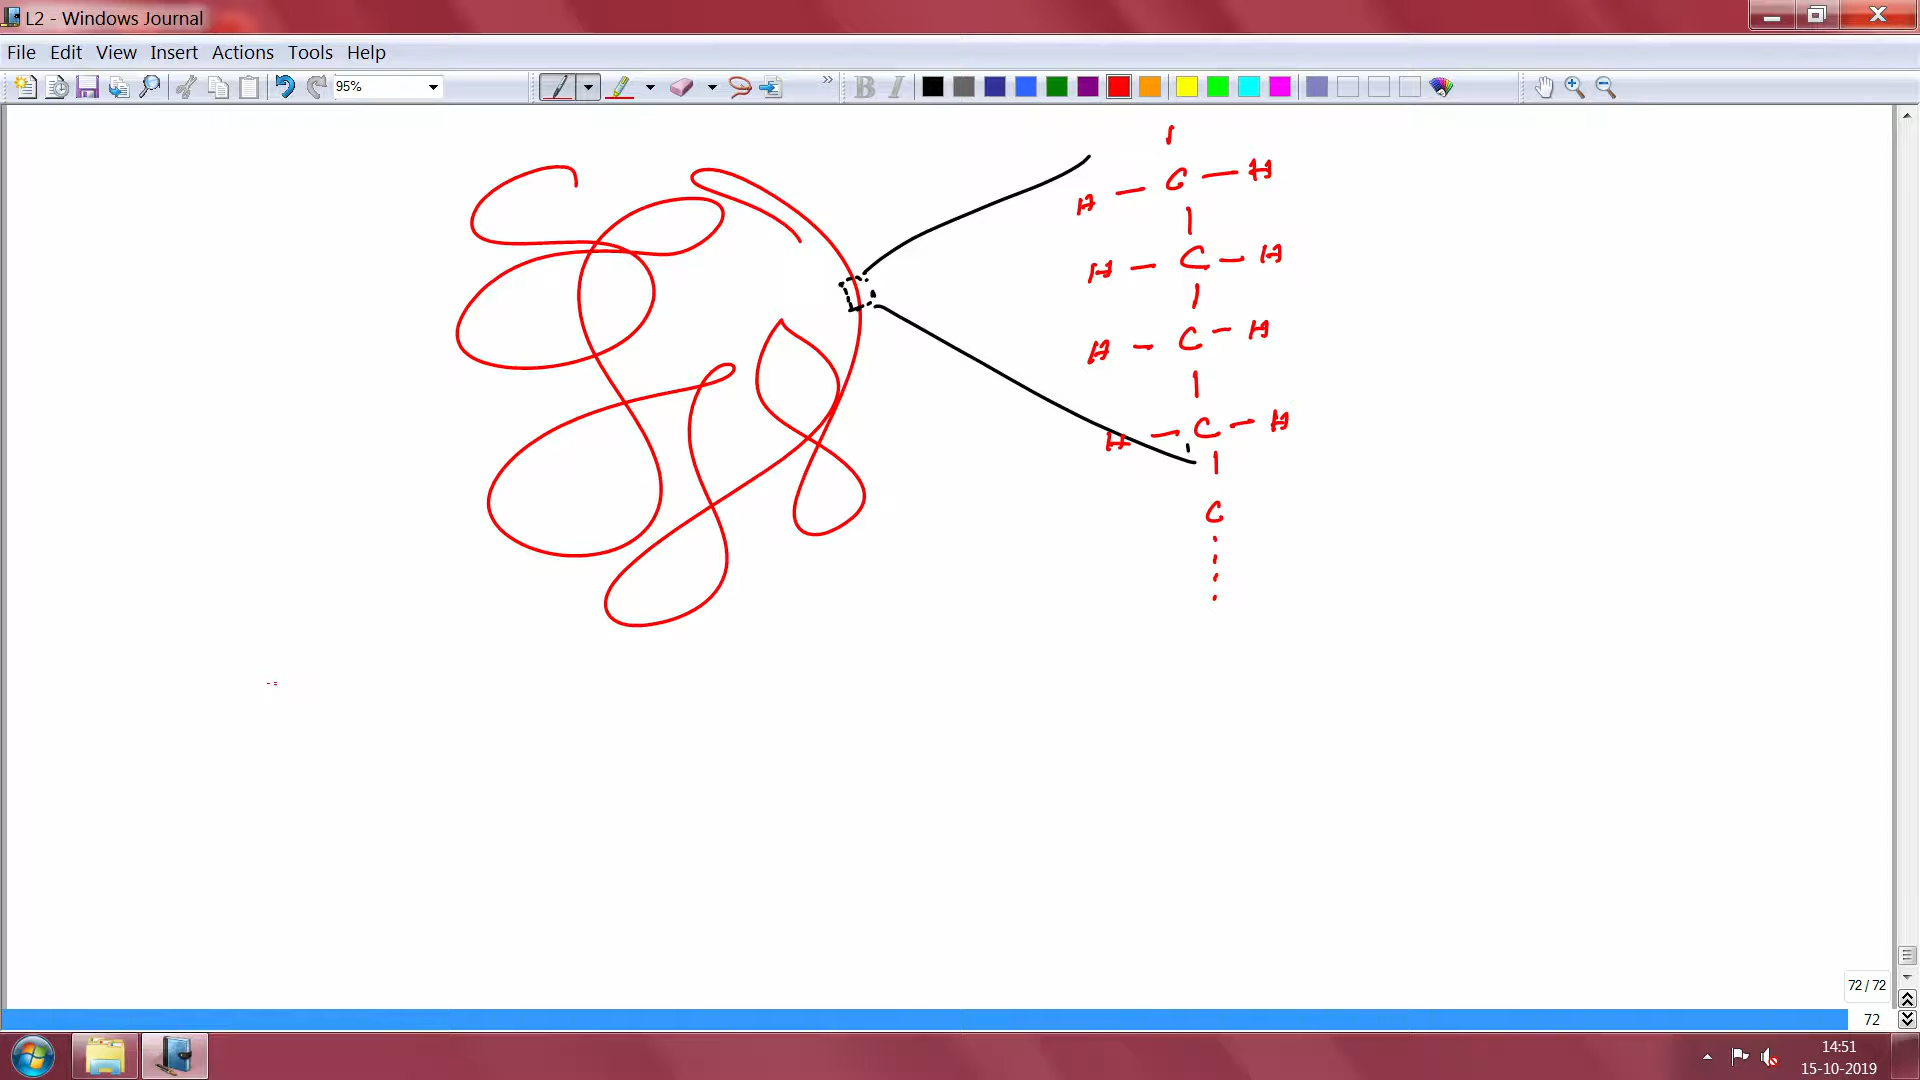 L2 - Windows Journal
File Edit View Insert Actions Tools Help
95% B I
H - C - H
H - C - H
H - C - H
H - C - H
C
72 / 72
72
14:51
15-10-2019